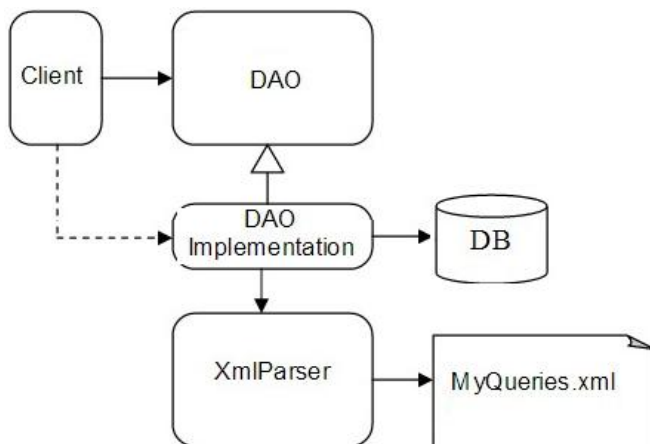 Client
DAO
DAO
Implementation
DB
XmlParser
MyQueries.xml